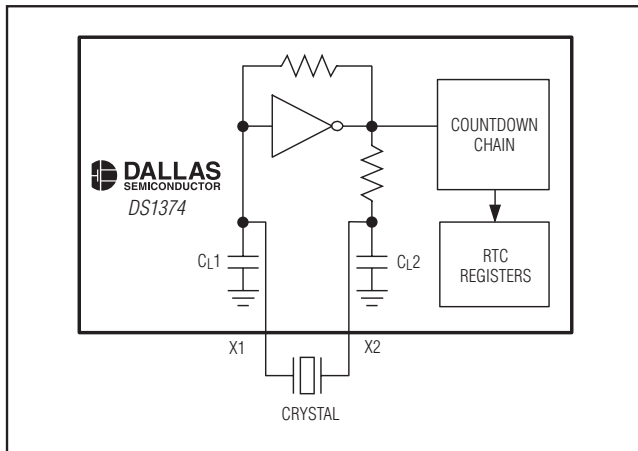 DALLAS
SEMICONDUCTOR
DS1374
COUNTDOWN
CHAIN
RTC
REGISTERS
CL1
CL2
X1
X2
CRYSTAL